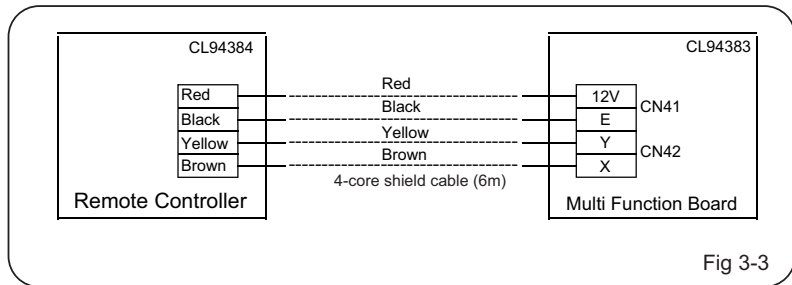 CL94384
CL94383
Red
Red
12V
CN41
Black
Black
E
Yellow
Yellow
Y
CN42
Brown
Brown
X
4-core shield cable (6m)
Remote Controller
Multi Function Board
Fig 3-3